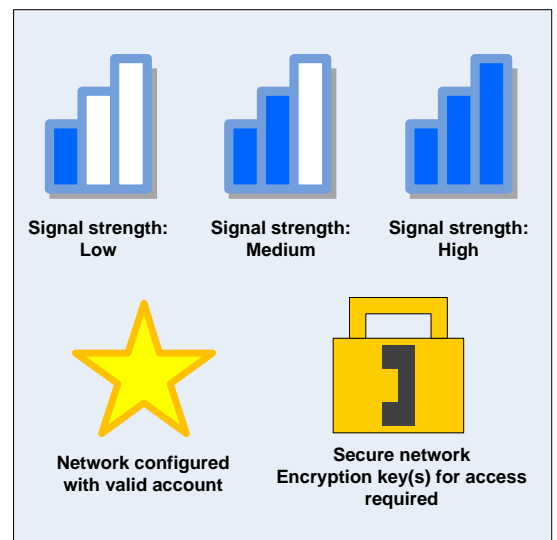 Signal strength:
Low
Signal strength:
Medium
Signal strength:
High
Network configured
with valid account
Secure network
Encryption key(s) for access
required